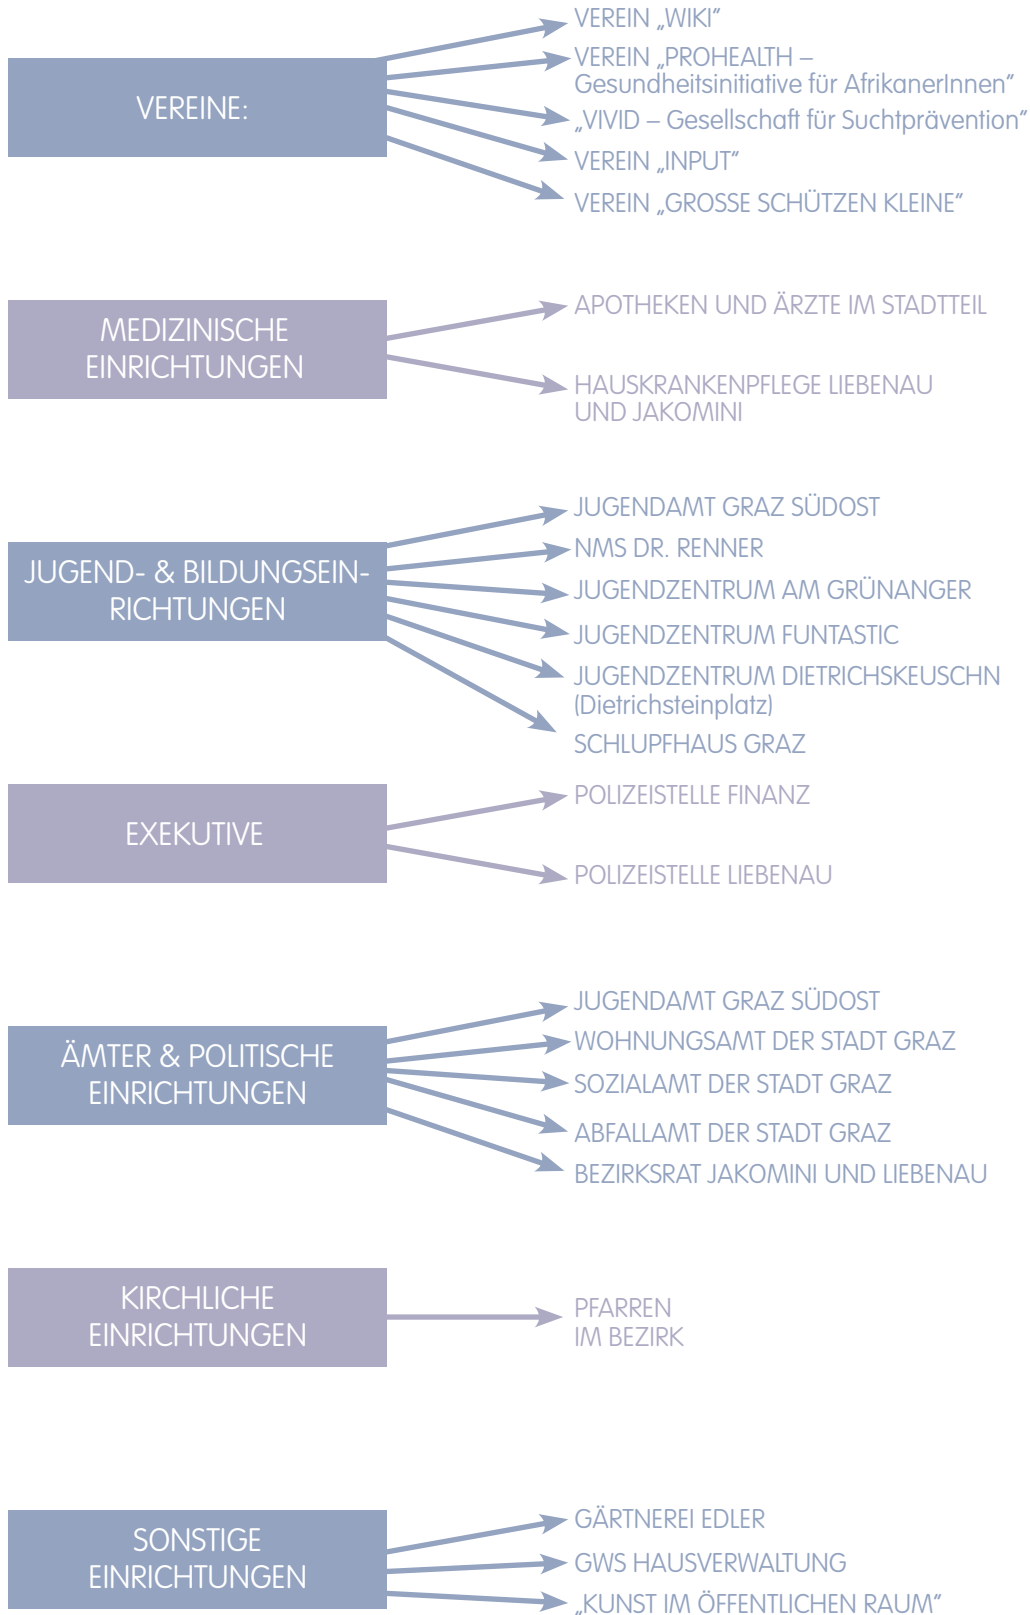 VEREINE:
VEREIN „WIKI“
VEREIN „PROHEALTH –
Gesundheitsinitiative für AfrikanerInnen“
„VIVID – Gesellschaft für Suchtprävention“
VEREIN „INPUT“
VEREIN „GROSSE SCHÜTZEN KLEINE“
MEDIZINISCHE
EINRICHTUNGEN
APOTHEKEN UND ÄRZTE IM STADTTEIL
HAUSKRANKENPFLEGE LIEBENAU
UND JAKOMINI
JUGEND- & BILDUNGSEIN-
RICHTUNGEN
JUGENDAMT GRAZ SÜDOST
NMS DR. RENNER
JUGENDZENTRUM AM GRÜNANGER
JUGENDZENTRUM FUNTASTIC
JUGENDZENTRUM DIETRICHSKEUSCHN
(Dietrichsteinplatz)
SCHLUPFHAUS GRAZ
EXEKUTIVE
POLIZEISTELLE FINANZ
POLIZEISTELLE LIEBENAU
ÄMTER & POLITISCHE
EINRICHTUNGEN
JUGENDAMT GRAZ SÜDOST
WOHNUNGSAMT DER STADT GRAZ
SOZIALAMT DER STADT GRAZ
ABFALLAMT DER STADT GRAZ
BEZIRKSRAT JAKOMINI UND LIEBENAU
KIRCHLICHE
EINRICHTUNGEN
PFARREN
IM BEZIRK
SONSTIGE
EINRICHTUNGEN
GÄRTNEREI EDLER
GWS HAUSVERWALTUNG
„KUNST IM ÖFFENTLICHEN RAUM“